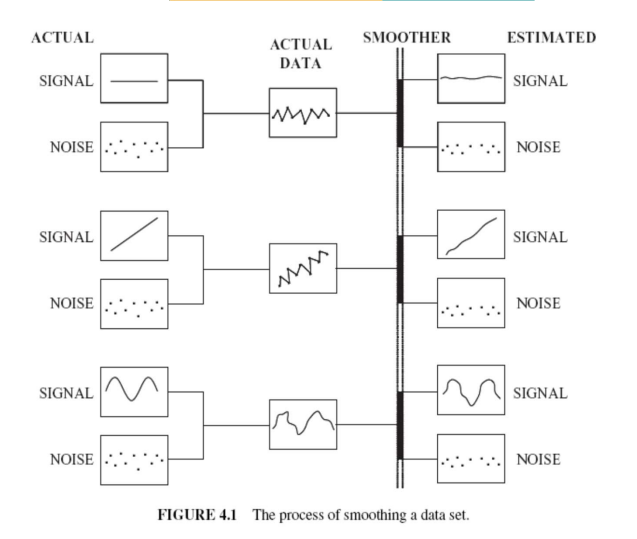 ACTUAL
ACTUAL DATA
SMOOTHER
ESTIMATED
SIGNAL
SIGNAL
NOISE
NOISE
SIGNAL
SIGNAL
NOISE
NOISE
SIGNAL
SIGNAL
NOISE
NOISE
FIGURE 4.1 The process of smoothing a data set.